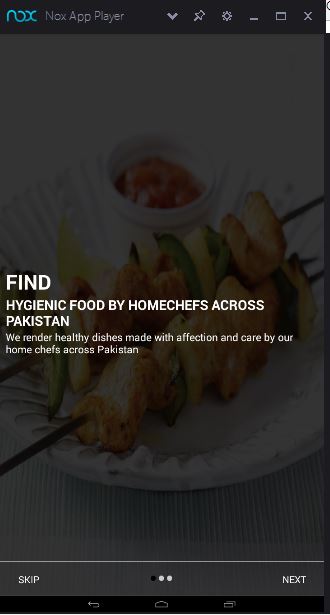 nox Nox App Player
FIND
HYGIENIC FOOD BY HOMECHEFS ACROSS
PAKISTAN
We render healthy dishes made with affection and care by our
home chefs across Pakistan
SKIP NEXT